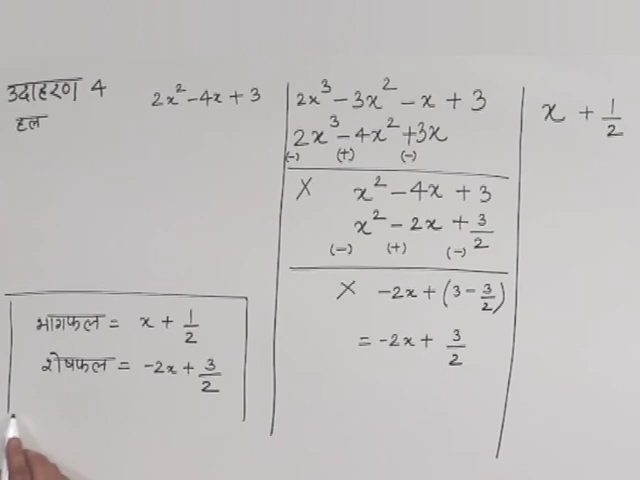 उदाहरण 4
हल
2x² - 4x + 3
2x³ - 3x² - x + 3
2x³ - 4x² + 3x
(-) (+) (-)
x + 1/2
X x² - 4x + 3
x² - 2x + 3/2
(-) (+) (-)
X -2x + (3 - 3/2)
= -2x + 3/2
भागफल = x + 1/2
शेषफल = -2x + 3/2